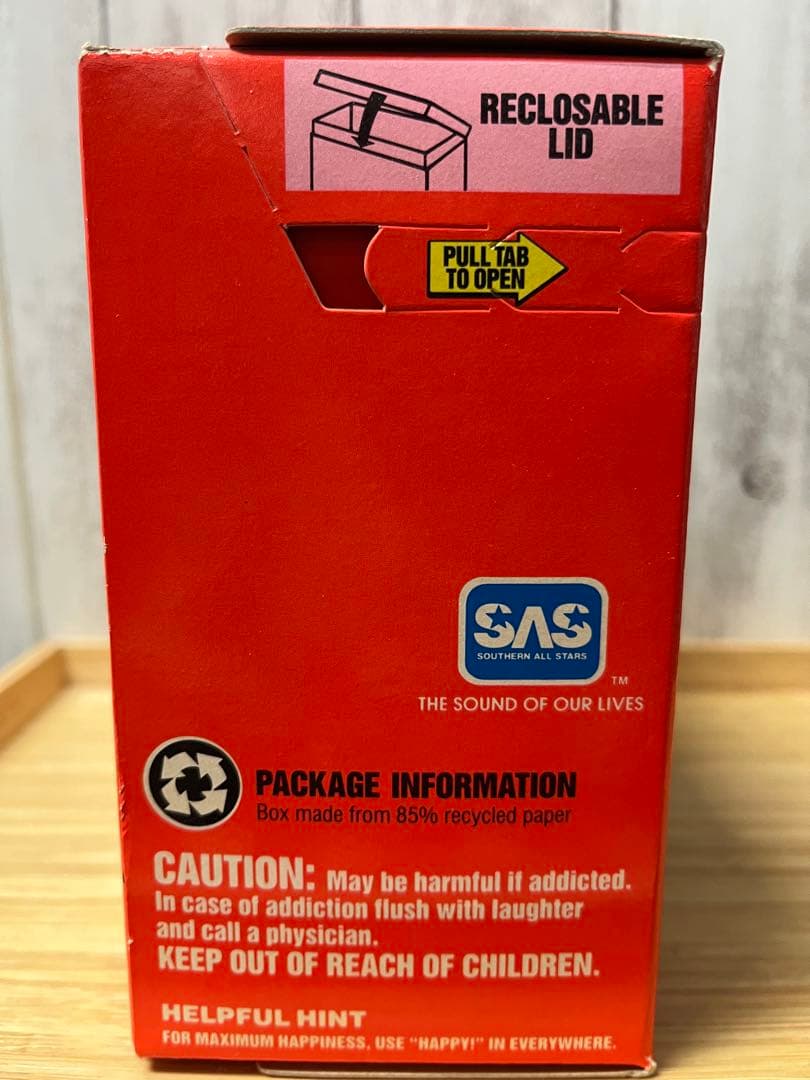 RECLOSABLE
LID
PULL TAB
TO OPEN
SAS
SOUTHERN ALL STARS
TM
THE SOUND OF OUR LIVES
PACKAGE INFORMATION
Box made from 85% recycled paper
CAUTION: May be harmful if addicted.
In case of addiction flush with laughter
and call a physician.
KEEP OUT OF REACH OF CHILDREN.
HELPFUL HINT
FOR MAXIMUM HAPPINESS, USE "HAPPY!" IN EVERYWHERE.